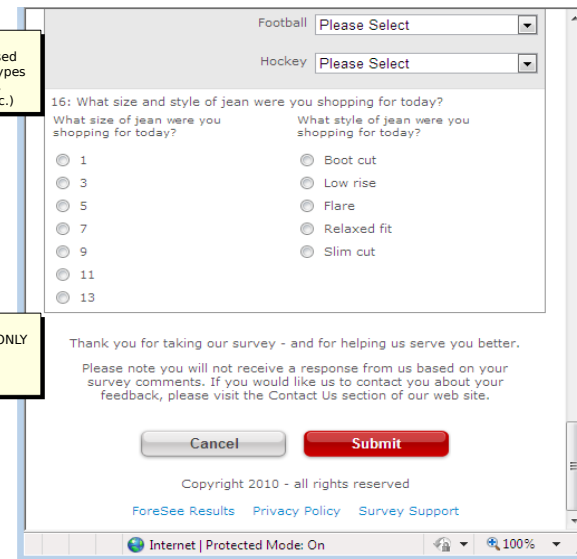 Football Please Select
Hockey Please Select
sed
ypes
c.)
16: What size and style of jean were you shopping for today?
What size of jean were you
shopping for today?
1
3
5
7
9
11
13
What style of jean were you
shopping for today?
Boot cut
Low rise
Flare
Relaxed fit
Slim cut
ONLY
Thank you for taking our survey - and for helping us serve you better.
Please note you will not receive a response from us based on your
survey comments. If you would like us to contact you about your
feedback, please visit the Contact Us section of our web site.
Cancel Submit
Copyright 2010 - all rights reserved
ForeSee Results Privacy Policy Survey Support
Internet | Protected Mode: On 100%